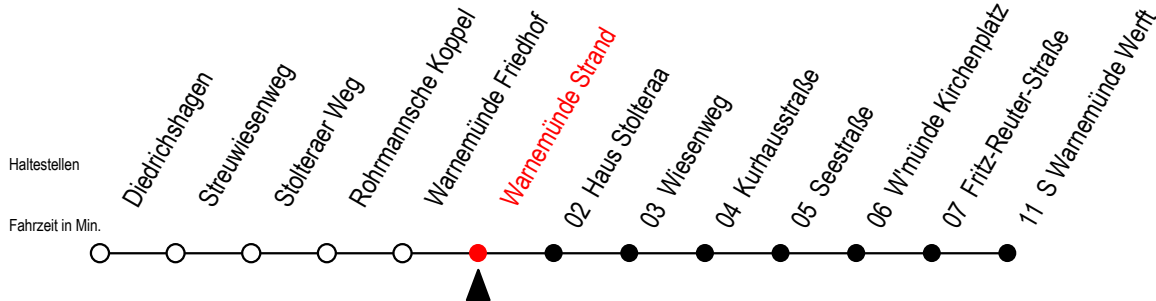 Haltestellen
Fahrzeit in Min.
Diedrichshagen
Streuwiesenweg
Stolteraer Weg
Rohrmannsche Koppel
Warnemünde Friedhof
Warnemünde Strand
02 Haus Stolteraa
03 Wiesenweg
04 Kurhausstraße
05 Seestraße
06 W'münde Kirchenplatz
07 Fritz-Reuter-Straße
11 S Warnemünde Werft